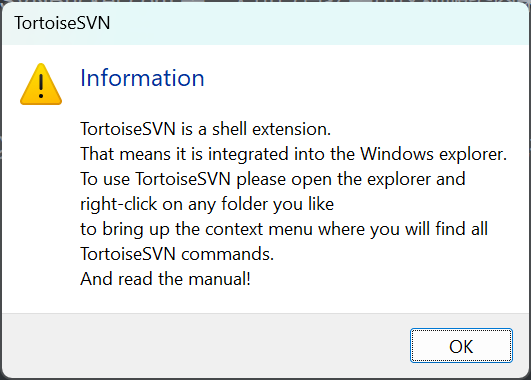 TortoiseSVN
Information
TortoiseSVN is a shell extension.
That means it is integrated into the Windows explorer.
To use TortoiseSVN please open the explorer and
right-click on any folder you like
to bring up the context menu where you will find all
TortoiseSVN commands.
And read the manual!
OK